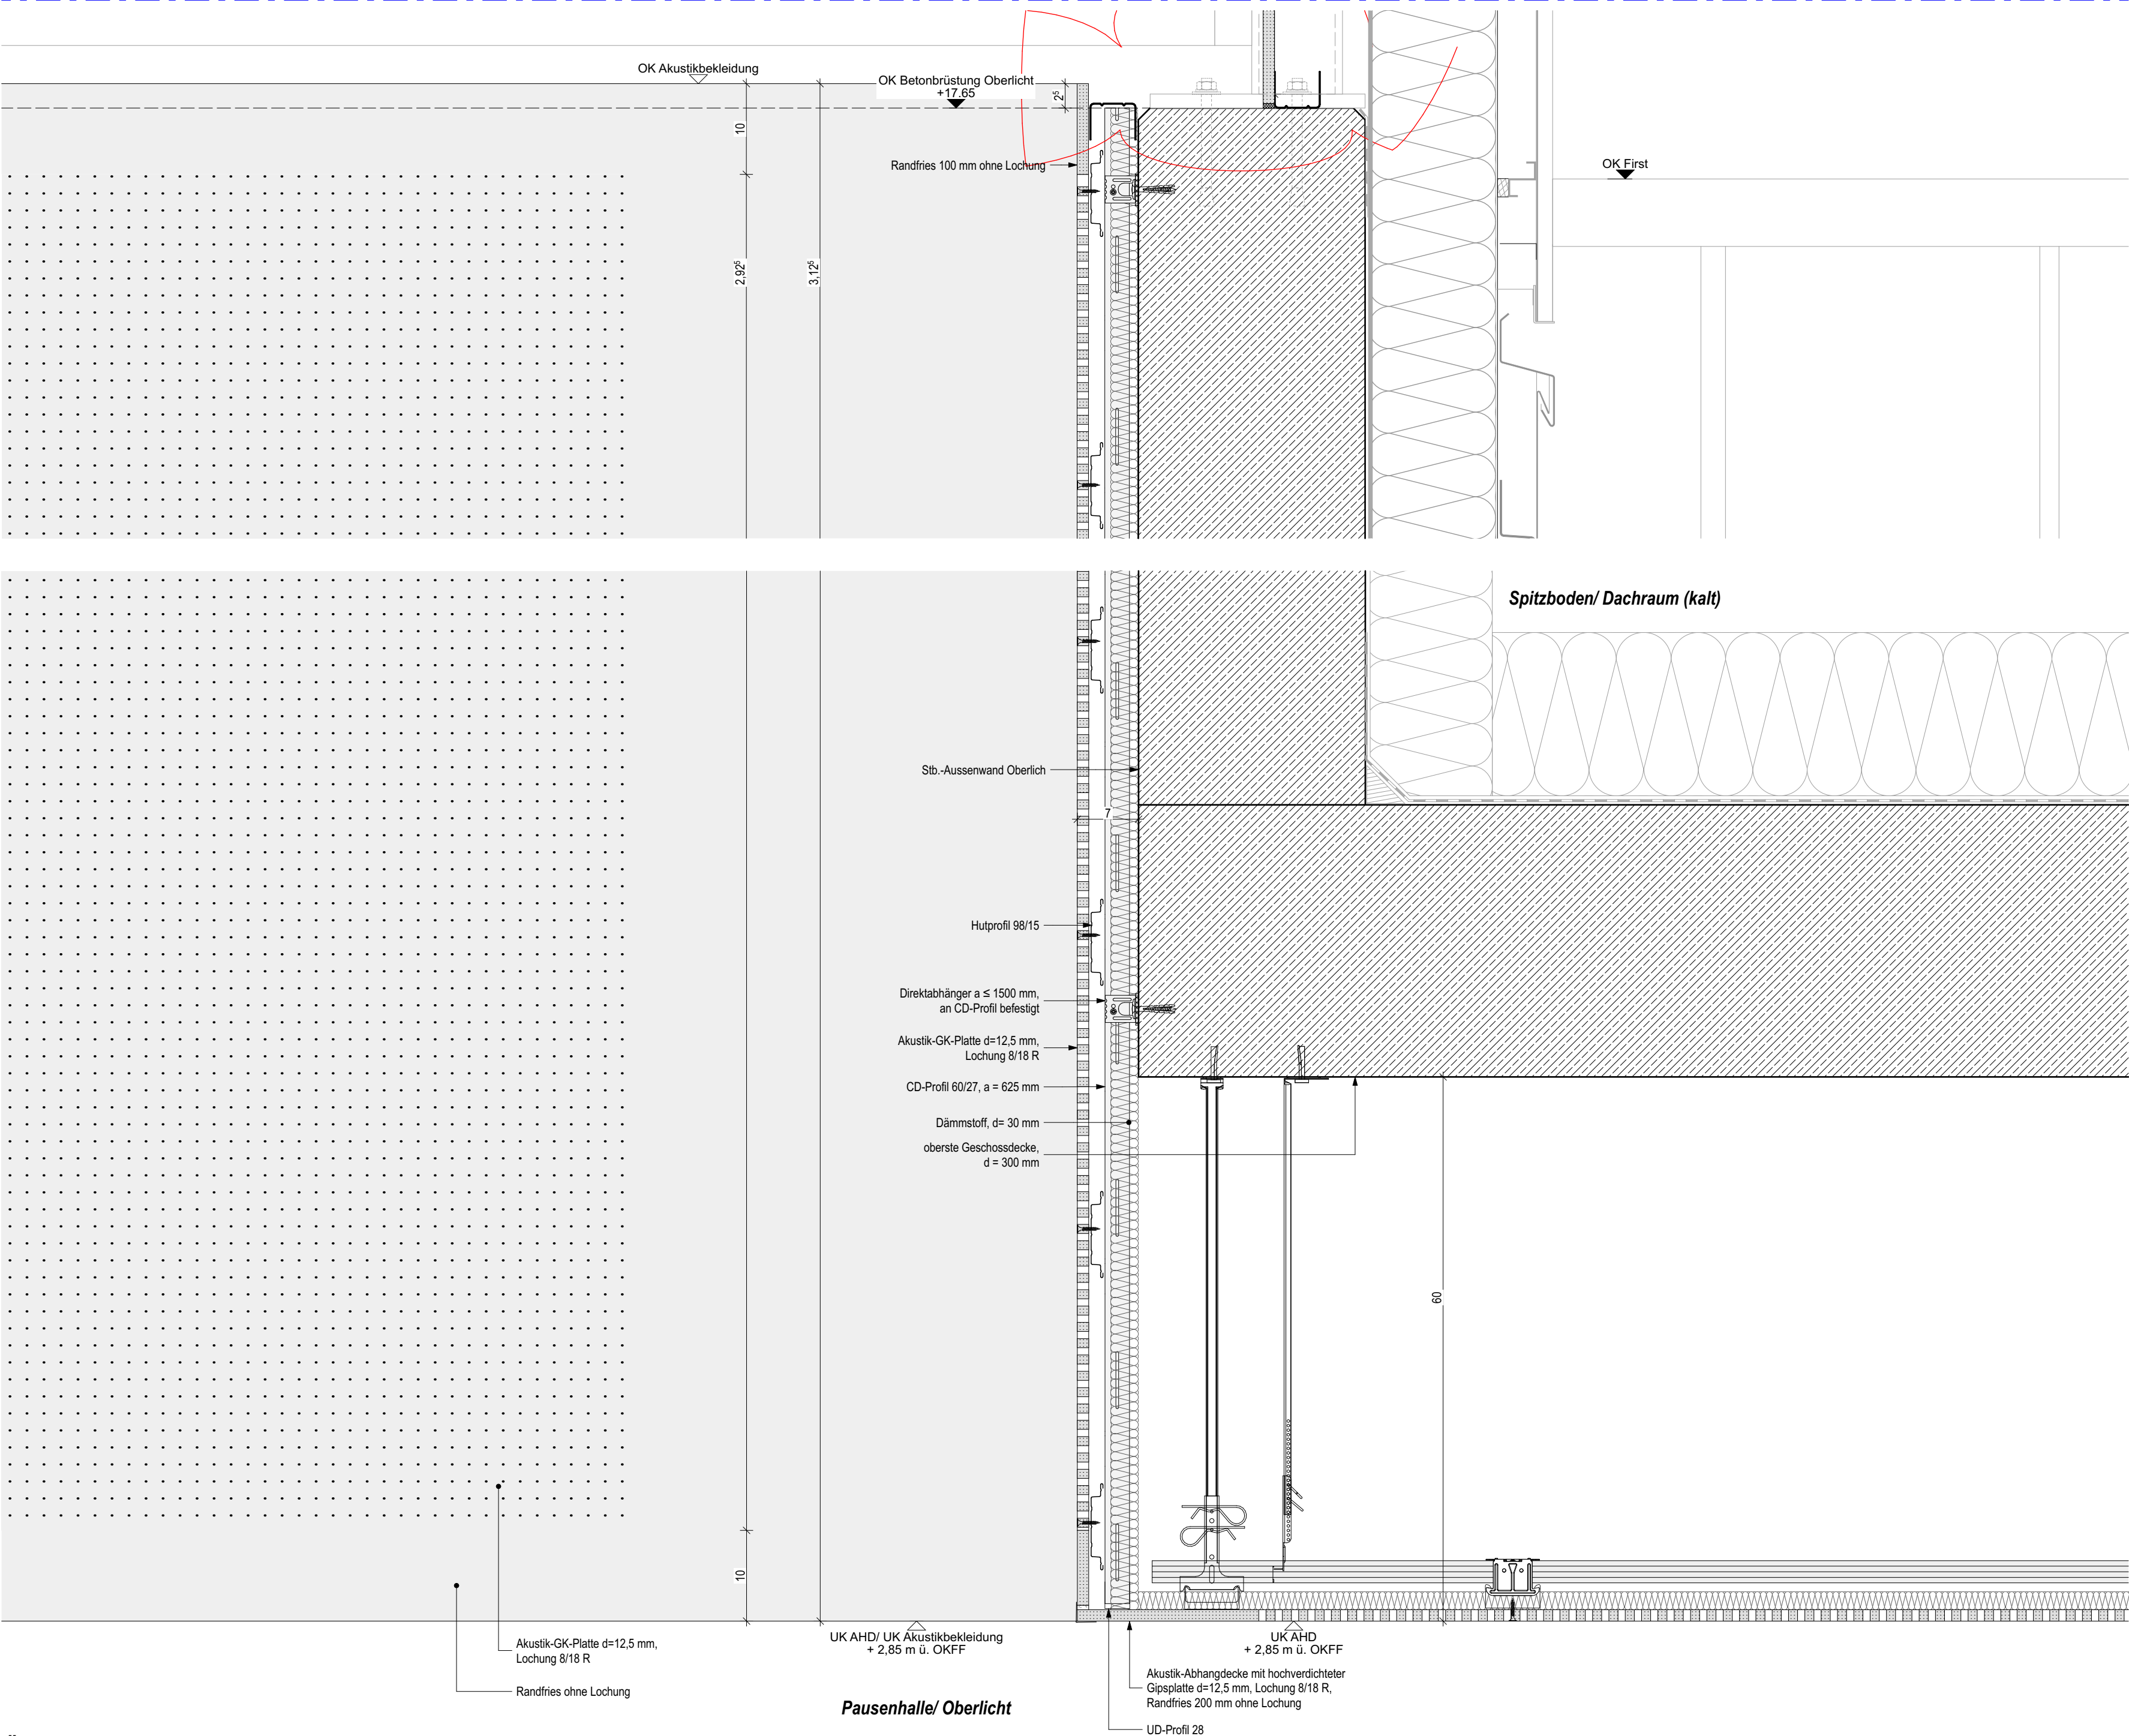 OK Akustikbekleidung
OK Betonbrüstung Oberlicht
+17.65
2⁵
10
Randfries 100 mm ohne Lochung
OK First
2,92⁵
3,12⁵
Spitzboden/ Dachraum (kalt)
Stb.-Aussenwand Oberlich
7
Hutprofil 98/15
Direktabhänger a ≤ 1500 mm,
an CD-Profil befestigt
Akustik-GK-Platte d=12,5 mm,
Lochung 8/18 R
CD-Profil 60/27, a = 625 mm
Dämmstoff, d= 30 mm
oberste Geschossdecke,
d = 300 mm
60
10
UK AHD/ UK Akustikbekleidung
+ 2,85 m ü. OKFF
UK AHD
+ 2,85 m ü. OKFF
Akustik-GK-Platte d=12,5 mm,
Lochung 8/18 R
Randfries ohne Lochung
Akustik-Abhangdecke mit hochverdichteter
Gipsplatte d=12,5 mm, Lochung 8/18 R,
Randfries 200 mm ohne Lochung
Pausenhalle/ Oberlicht
UD-Profil 28